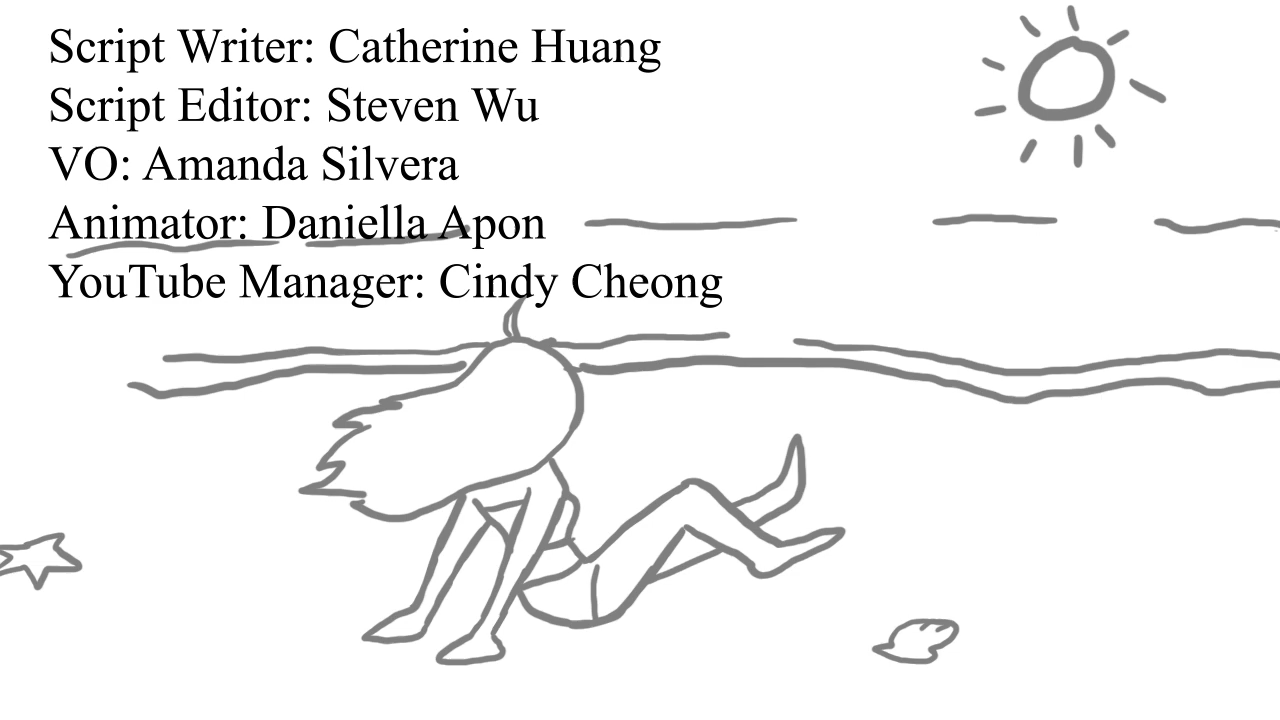 Script Writer: Catherine Huang
Script Editor: Steven Wu
VO: Amanda Silvera
Animator: Daniella Apon
YouTube Manager: Cindy Cheong